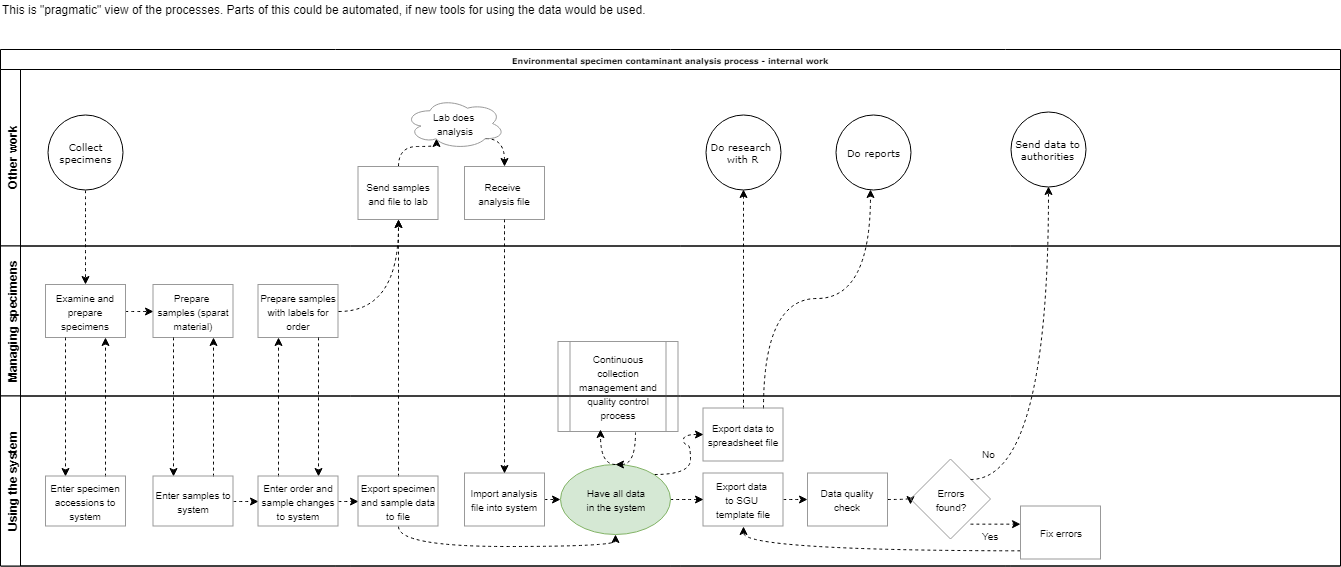 This is "pragmatic" view of the processes. Parts of this could be automated, if new tools for using the data would be used.
Environmental specimen contaminant analysis process - internal work
Other work
Collect
specimens
Lab does
analysis
Send samples
and file to lab
Receive
analysis file
Do research
with R
Do reports
Send data to
authorities
Managing specimens
Examine and
prepare
specimens
Prepare
samples (sparat
material)
Prepare samples
with labels for
order
Continuous
collection
management and
quality control
process
Using the system
Enter specimen
accessions to
system
Enter samples to
system
Enter order and
sample changes
to system
Export specimen
and sample data
to file
Import analysis
file into system
Have all data
in the system
Export data to
spreadsheet file
Export data
to SGU
template file
Data quality
check
Errors
found?
No
Yes
Fix errors